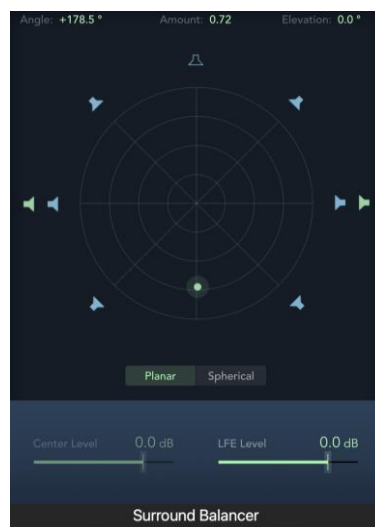 Angle: +178.5 ° Amount: 0.72 Elevation: 0.0 °
Planar Spherical
Center Level 0.0 dB LFE Level 0.0 dB
Surround Balancer